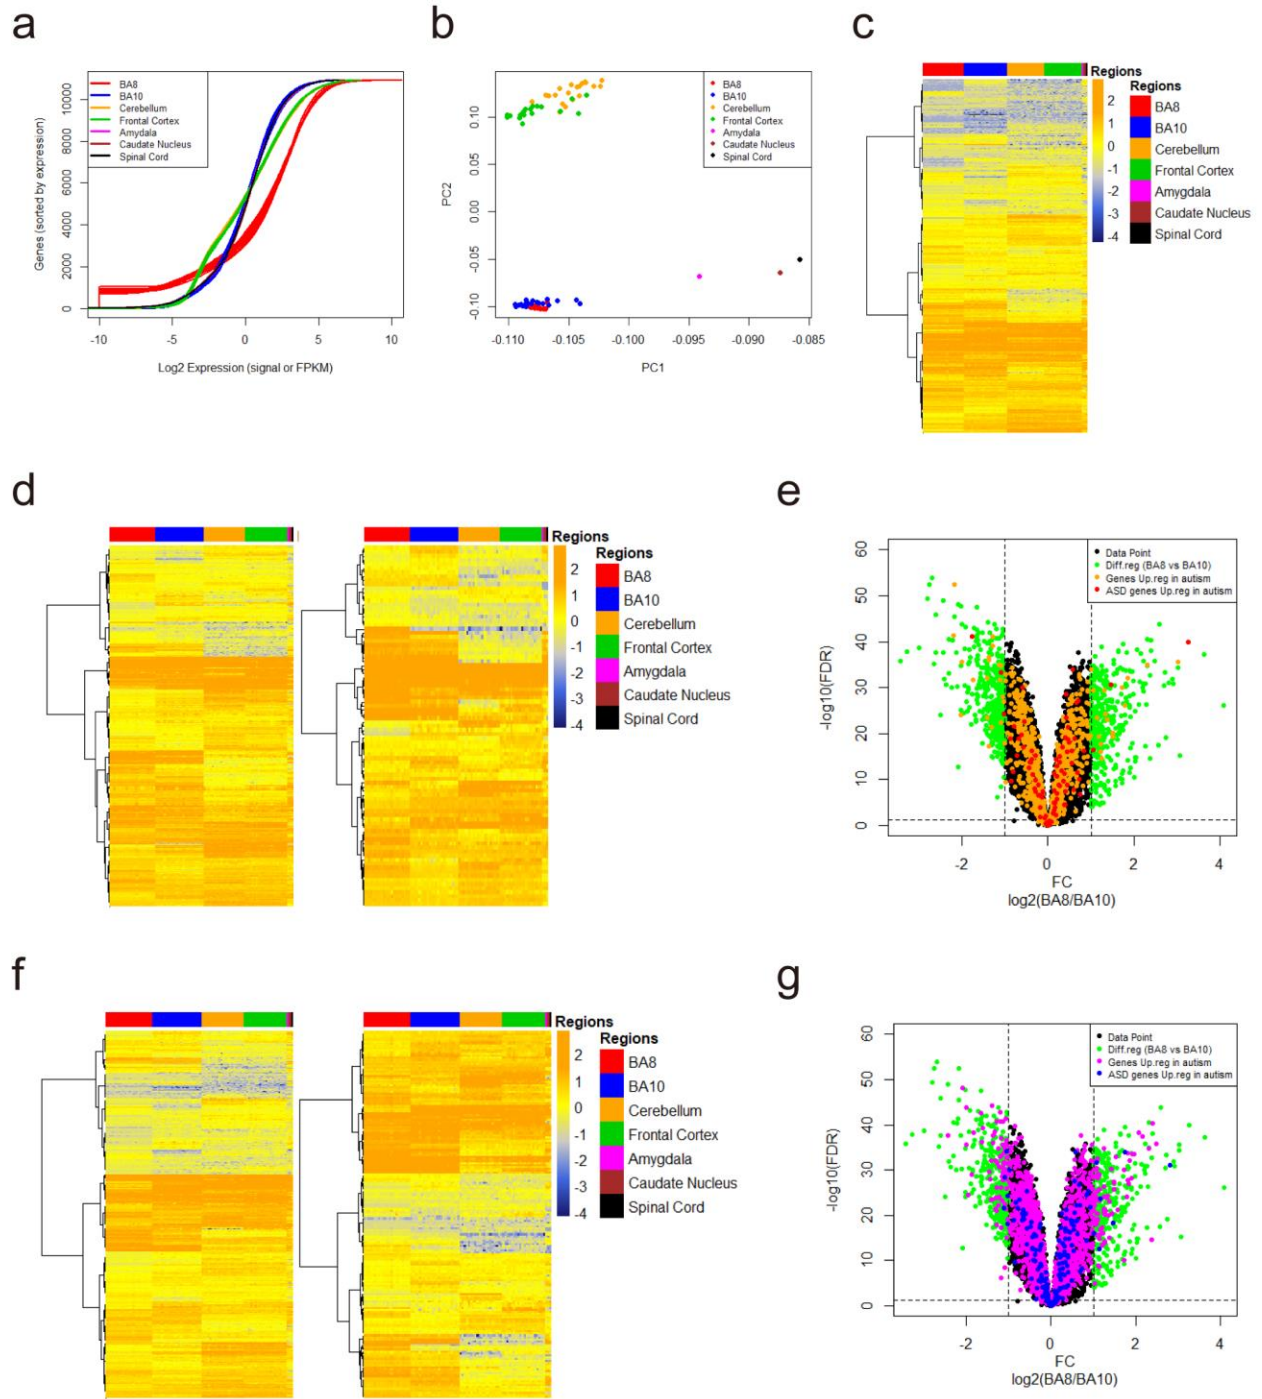 a
BA8
BA10
Cerebellum
Frontal Cortex
Amydala
Caudate Nucleus
Spinal Cord
Genes (sorted by expression)
10000
8000
6000
4000
2000
0
-10
-5
0
5
10
Log2 Expression (signal or FPKM)
b
BA8
BA10
Cerebellum
Frontal Cortex
Amydala
Caudate Nucleus
Spinal Cord
PC2
0.10
0.05
0.00
-0.05
-0.10
-0.110
-0.105
-0.100
-0.095
-0.090
-0.085
PC1
c
Regions
2
1
0
-1
-2
-3
-4
Regions
BA8
BA10
Cerebellum
Frontal Cortex
Amygdala
Caudate Nucleus
Spinal Cord
d
Regions
2
1
0
-1
-2
-3
-4
Regions
BA8
BA10
Cerebellum
Frontal Cortex
Amygdala
Caudate Nucleus
Spinal Cord
e
Data Point
Diff.reg (BA8 vs BA10)
Genes Up.reg in autism
ASD genes Up.reg in autism
-log10(FDR)
60
50
40
30
20
10
0
-2
0
2
4
FC
log2(BA8/BA10)
f
Regions
2
1
0
-1
-2
-3
-4
Regions
BA8
BA10
Cerebellum
Frontal Cortex
Amygdala
Caudate Nucleus
Spinal Cord
g
Data Point
Diff.reg (BA8 vs BA10)
Genes Up.reg in autism
ASD genes Up.reg in autism
-log10(FDR)
60
50
40
30
20
10
0
-2
0
2
4
FC
log2(BA8/BA10)